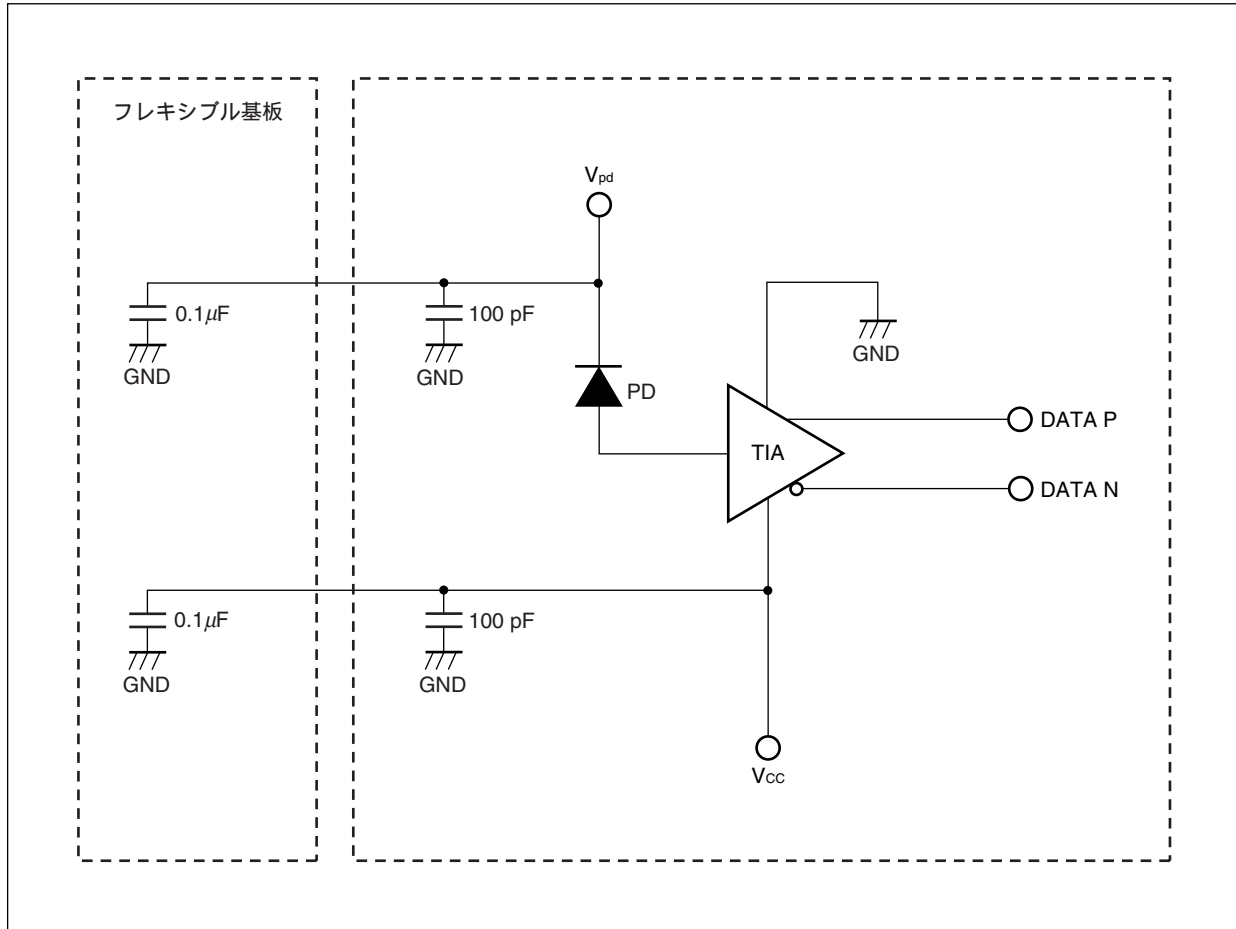 フレキシブル基板
Vpd
0.1μF
GND
100 pF
GND
PD
GND
TIA
DATA P
DATA N
0.1μF
GND
100 pF
GND
VCC